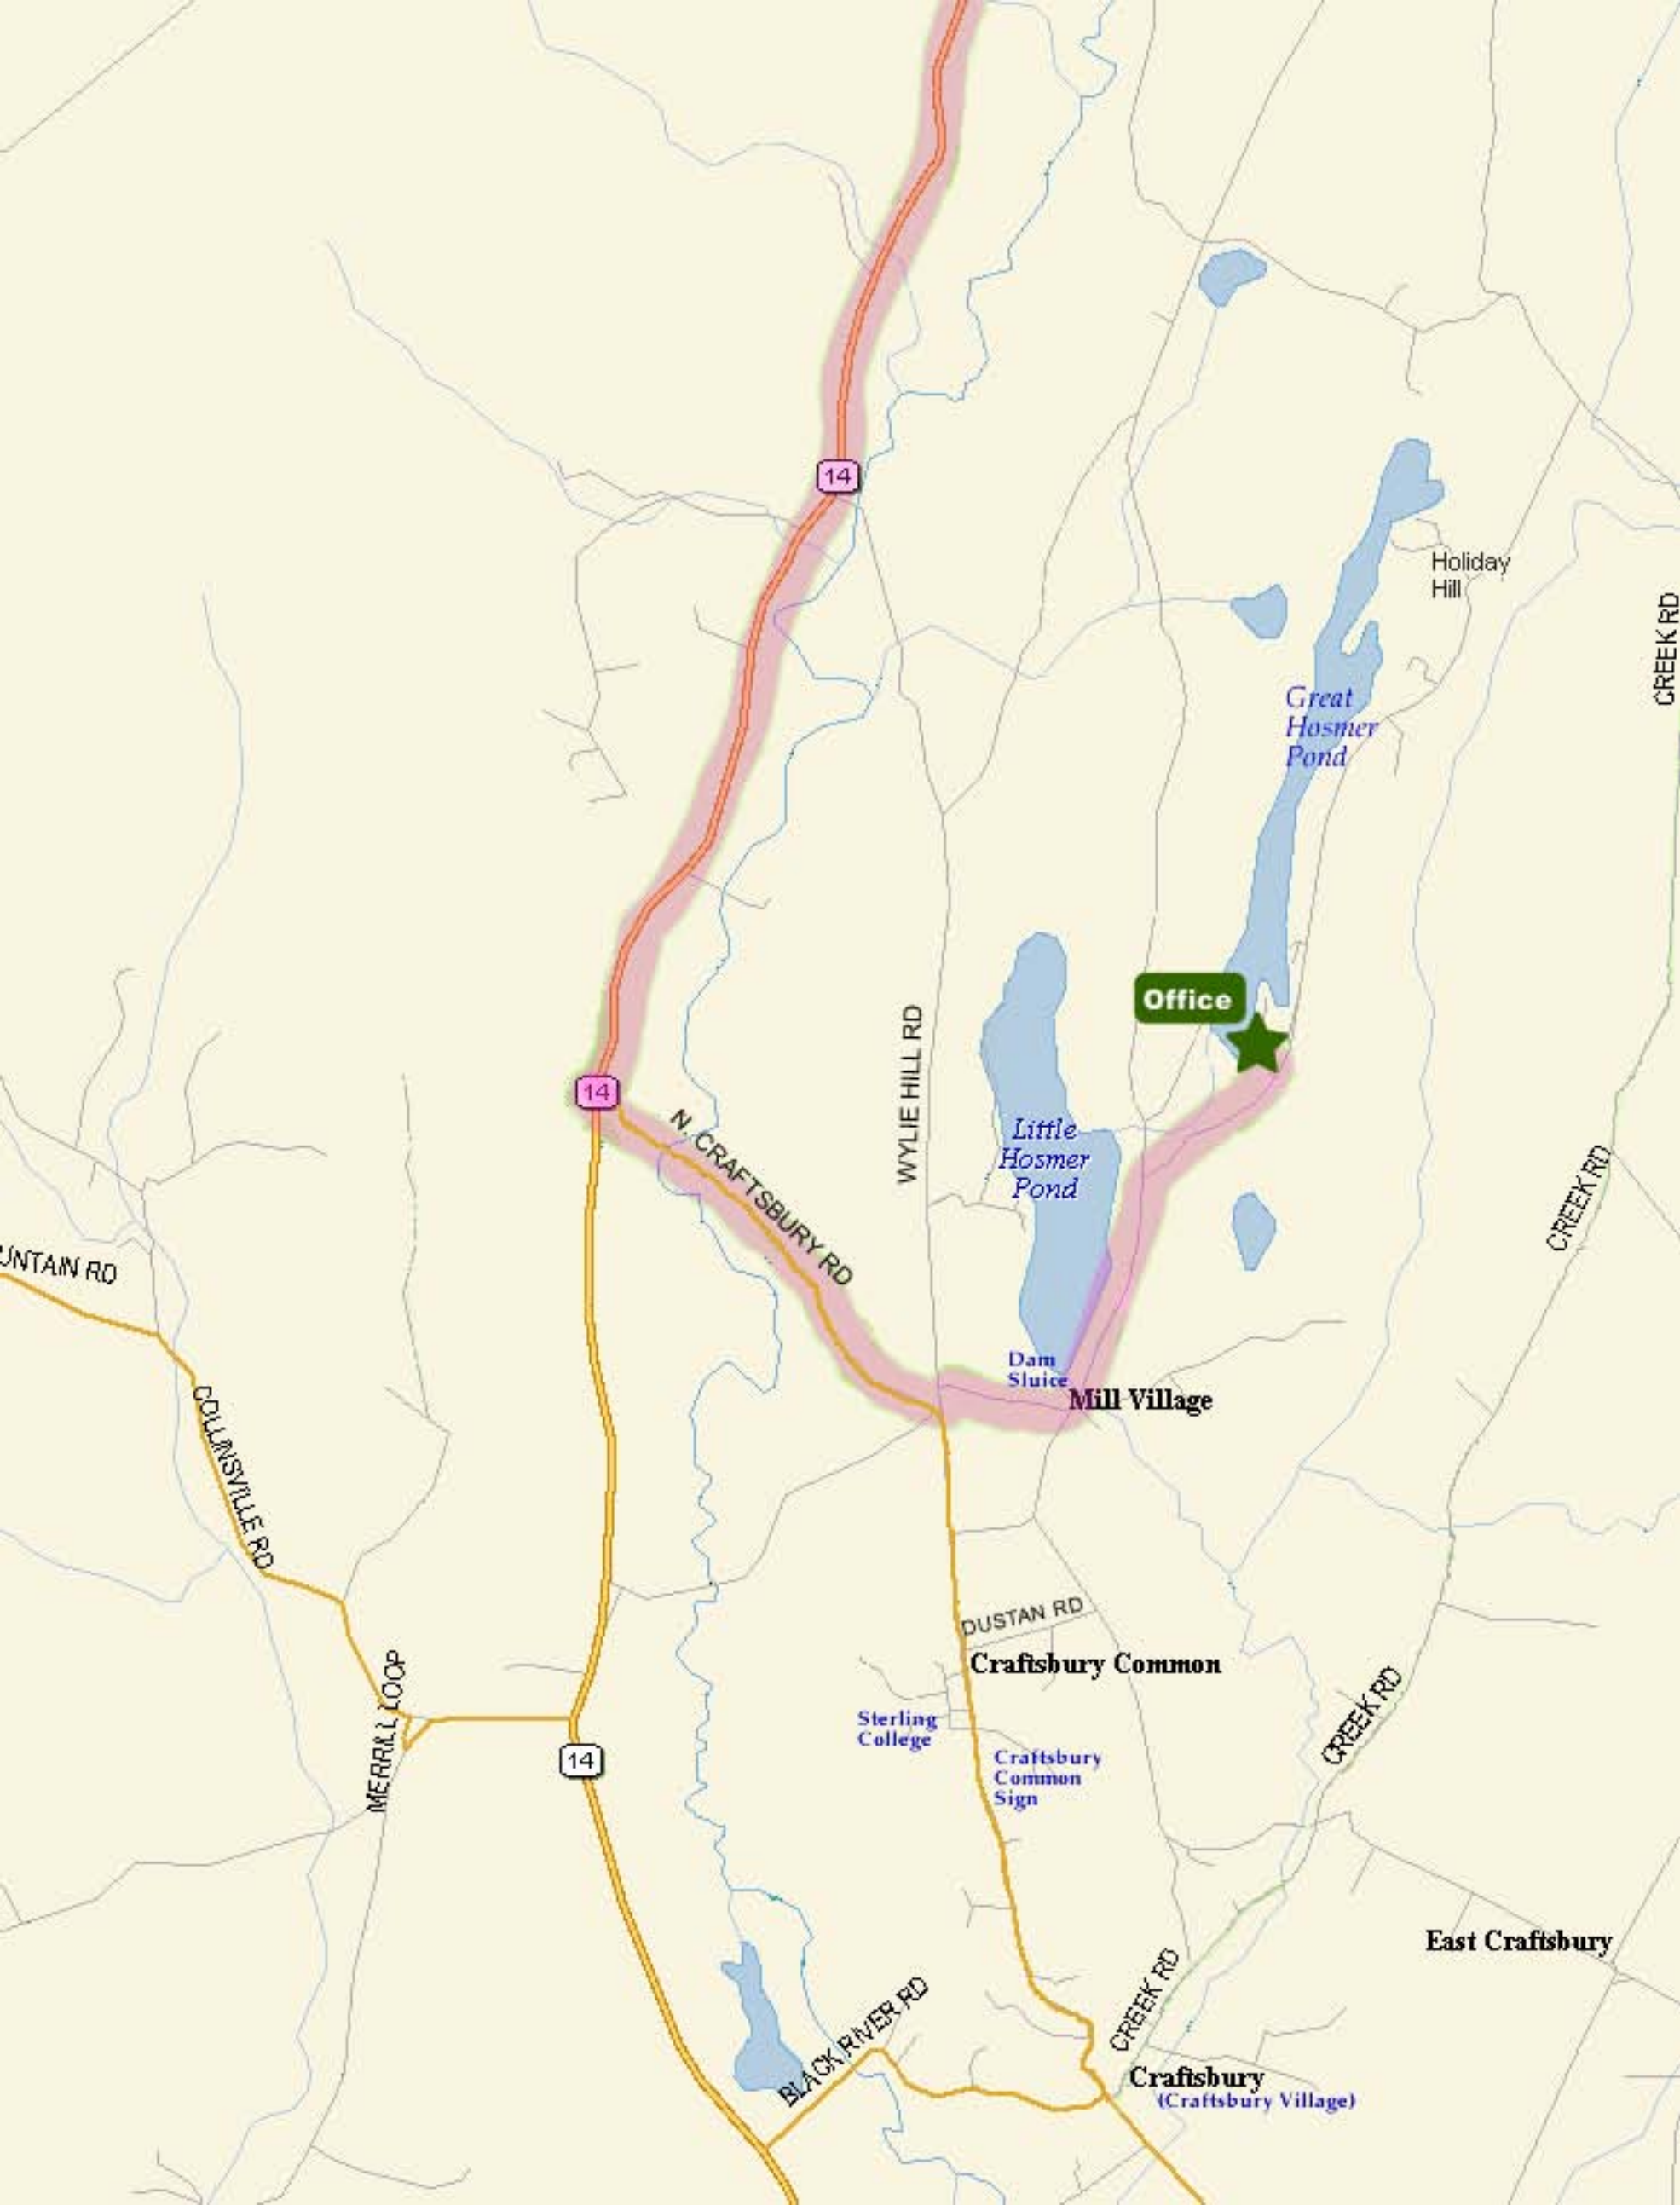 14
Holiday
Hill
CREEK RD
Great
Hosmer
Pond
Office
WYLIE HILL RD
14
N. CRAFTSBURY RD
Little
Hosmer
Pond
CREEK RD
UNTAIN RD
Dam
Sluice
Mill Village
COLLINSVILLE RD
DUSTAN RD
Craftsbury Common
MERRILL LOOP
Sterling
College
CREEK RD
14
Craftsbury
Common
Sign
East Craftsbury
CREEK RD
BLACK RIVER RD
Craftsbury
(Craftsbury Village)